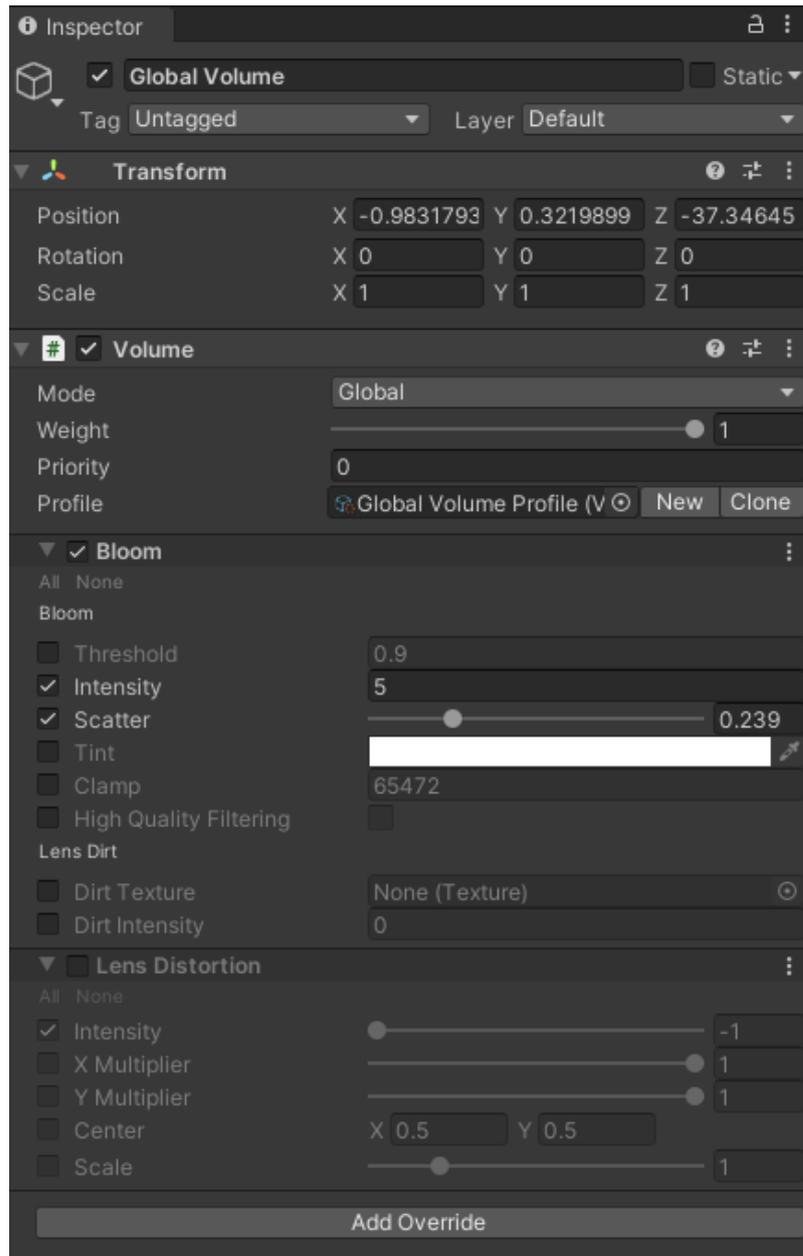 Inspector
Global Volume Static
Tag Untagged Layer Default
Transform
Position X -0.9831793 Y 0.3219899 Z -37.34645
Rotation X 0 Y 0 Z 0
Scale X 1 Y 1 Z 1
# Volume
Mode Global
Weight 1
Priority 0
Profile Global Volume Profile (V New Clone
Bloom
All None
Bloom
Threshold 0.9
Intensity 5
Scatter 0.239
Tint
Clamp 65472
High Quality Filtering
Lens Dirt
Dirt Texture None (Texture)
Dirt Intensity 0
Lens Distortion
All None
Intensity -1
X Multiplier 1
Y Multiplier 1
Center X 0.5 Y 0.5
Scale 1
Add Override